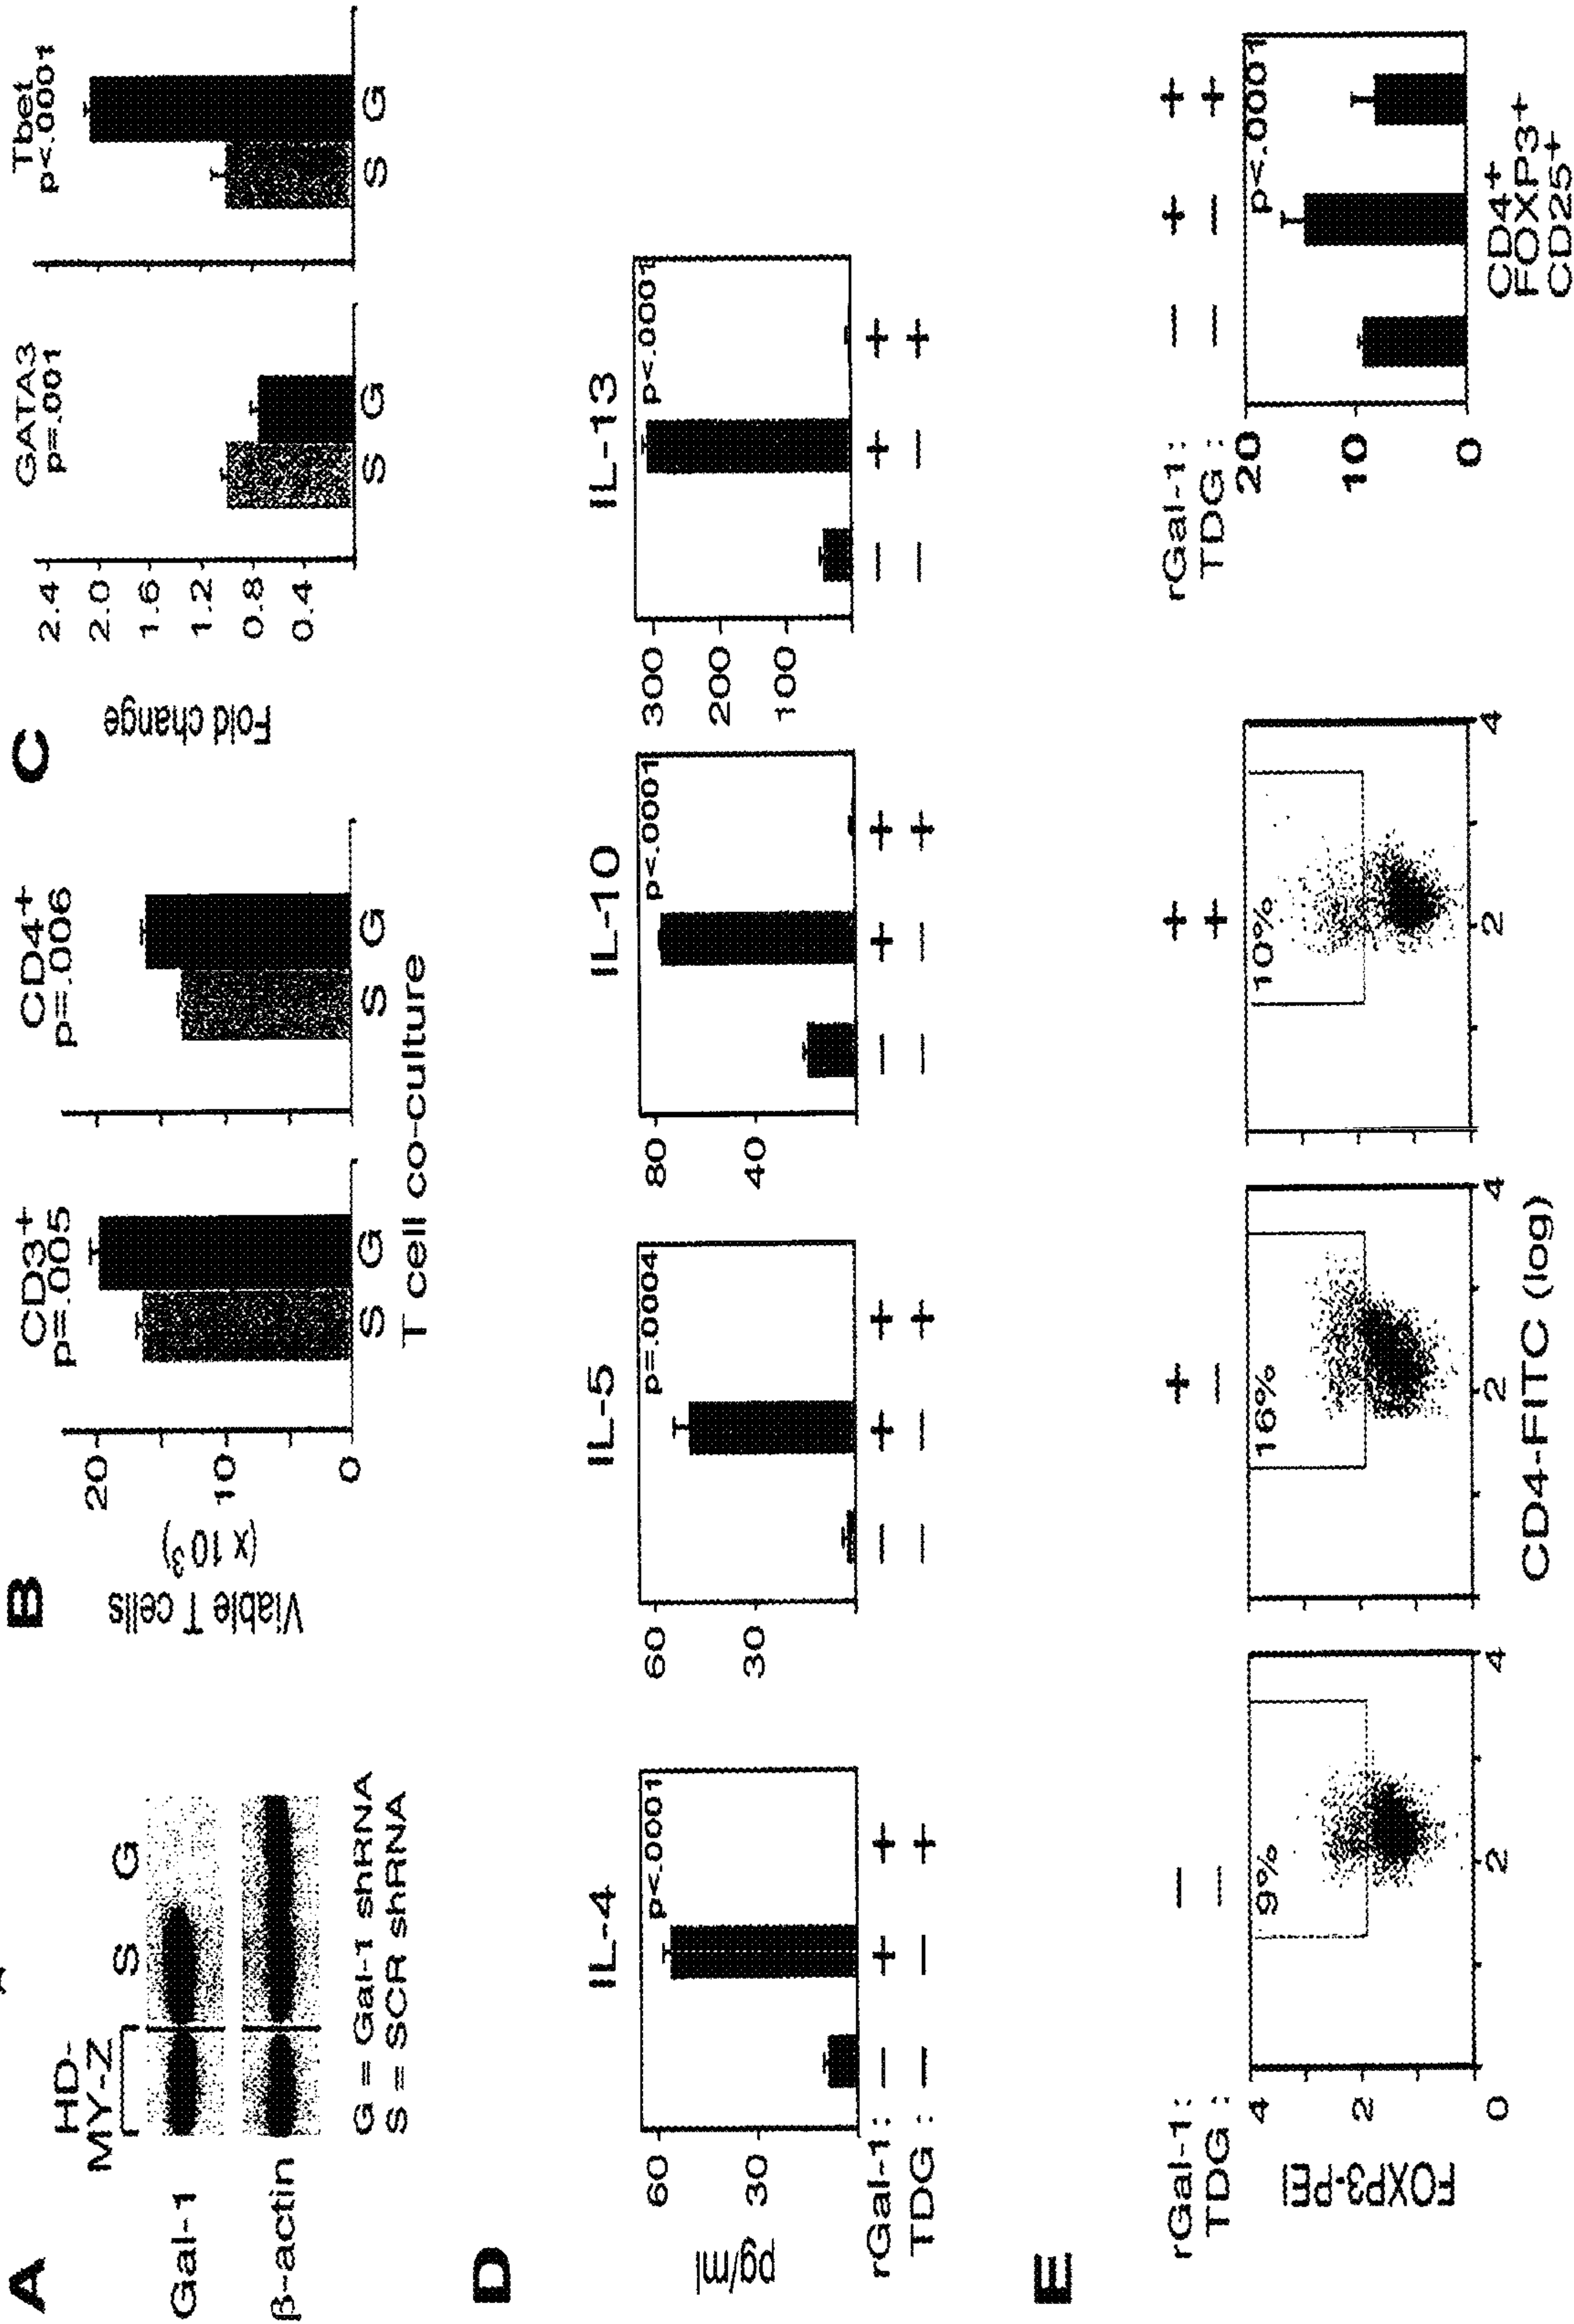 A
HD-
MY-Z
S G
Gal-1
β-actin
G = Gal-1 shRNA
S = SCR shRNA
B
Viable T cells
(x 10³)
20
10
0
CD3+
p=.005
S G
CD4+
p=.006
S G
T cell co-culture
C
Fold change
2.4
2.0
1.6
1.2
0.8
0.4
GATA3
p=.001
S G
Tbet
p<.0001
S G
D
pg/ml
IL-4
p<.0001
60
30
rGal-1: — + +
TDG : — — +
IL-5
p=.0004
60
30
— + +
— — +
IL-10
p<.0001
80
40
— + +
— — +
IL-13
p<.0001
300
200
100
— + +
— — +
E
rGal-1: — + +
TDG : — — +
FOXP3-PE
4
2
0
9%
2 4
16%
2 4
10%
2 4
CD4-FITC (log)
rGal-1: — + +
TDG : — — +
20
10
0
p<.0001
CD4+
FOXP3+
CD25+